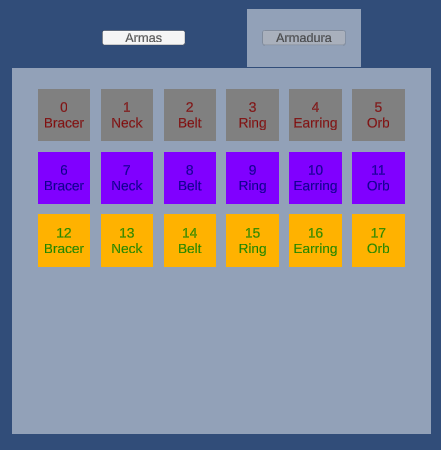 Armas Armadura
0 1 2 3 4 5
Bracer Neck Belt Ring Earring Orb
6 7 8 9 10 11
Bracer Neck Belt Ring Earring Orb
12 13 14 15 16 17
Bracer Neck Belt Ring Earring Orb